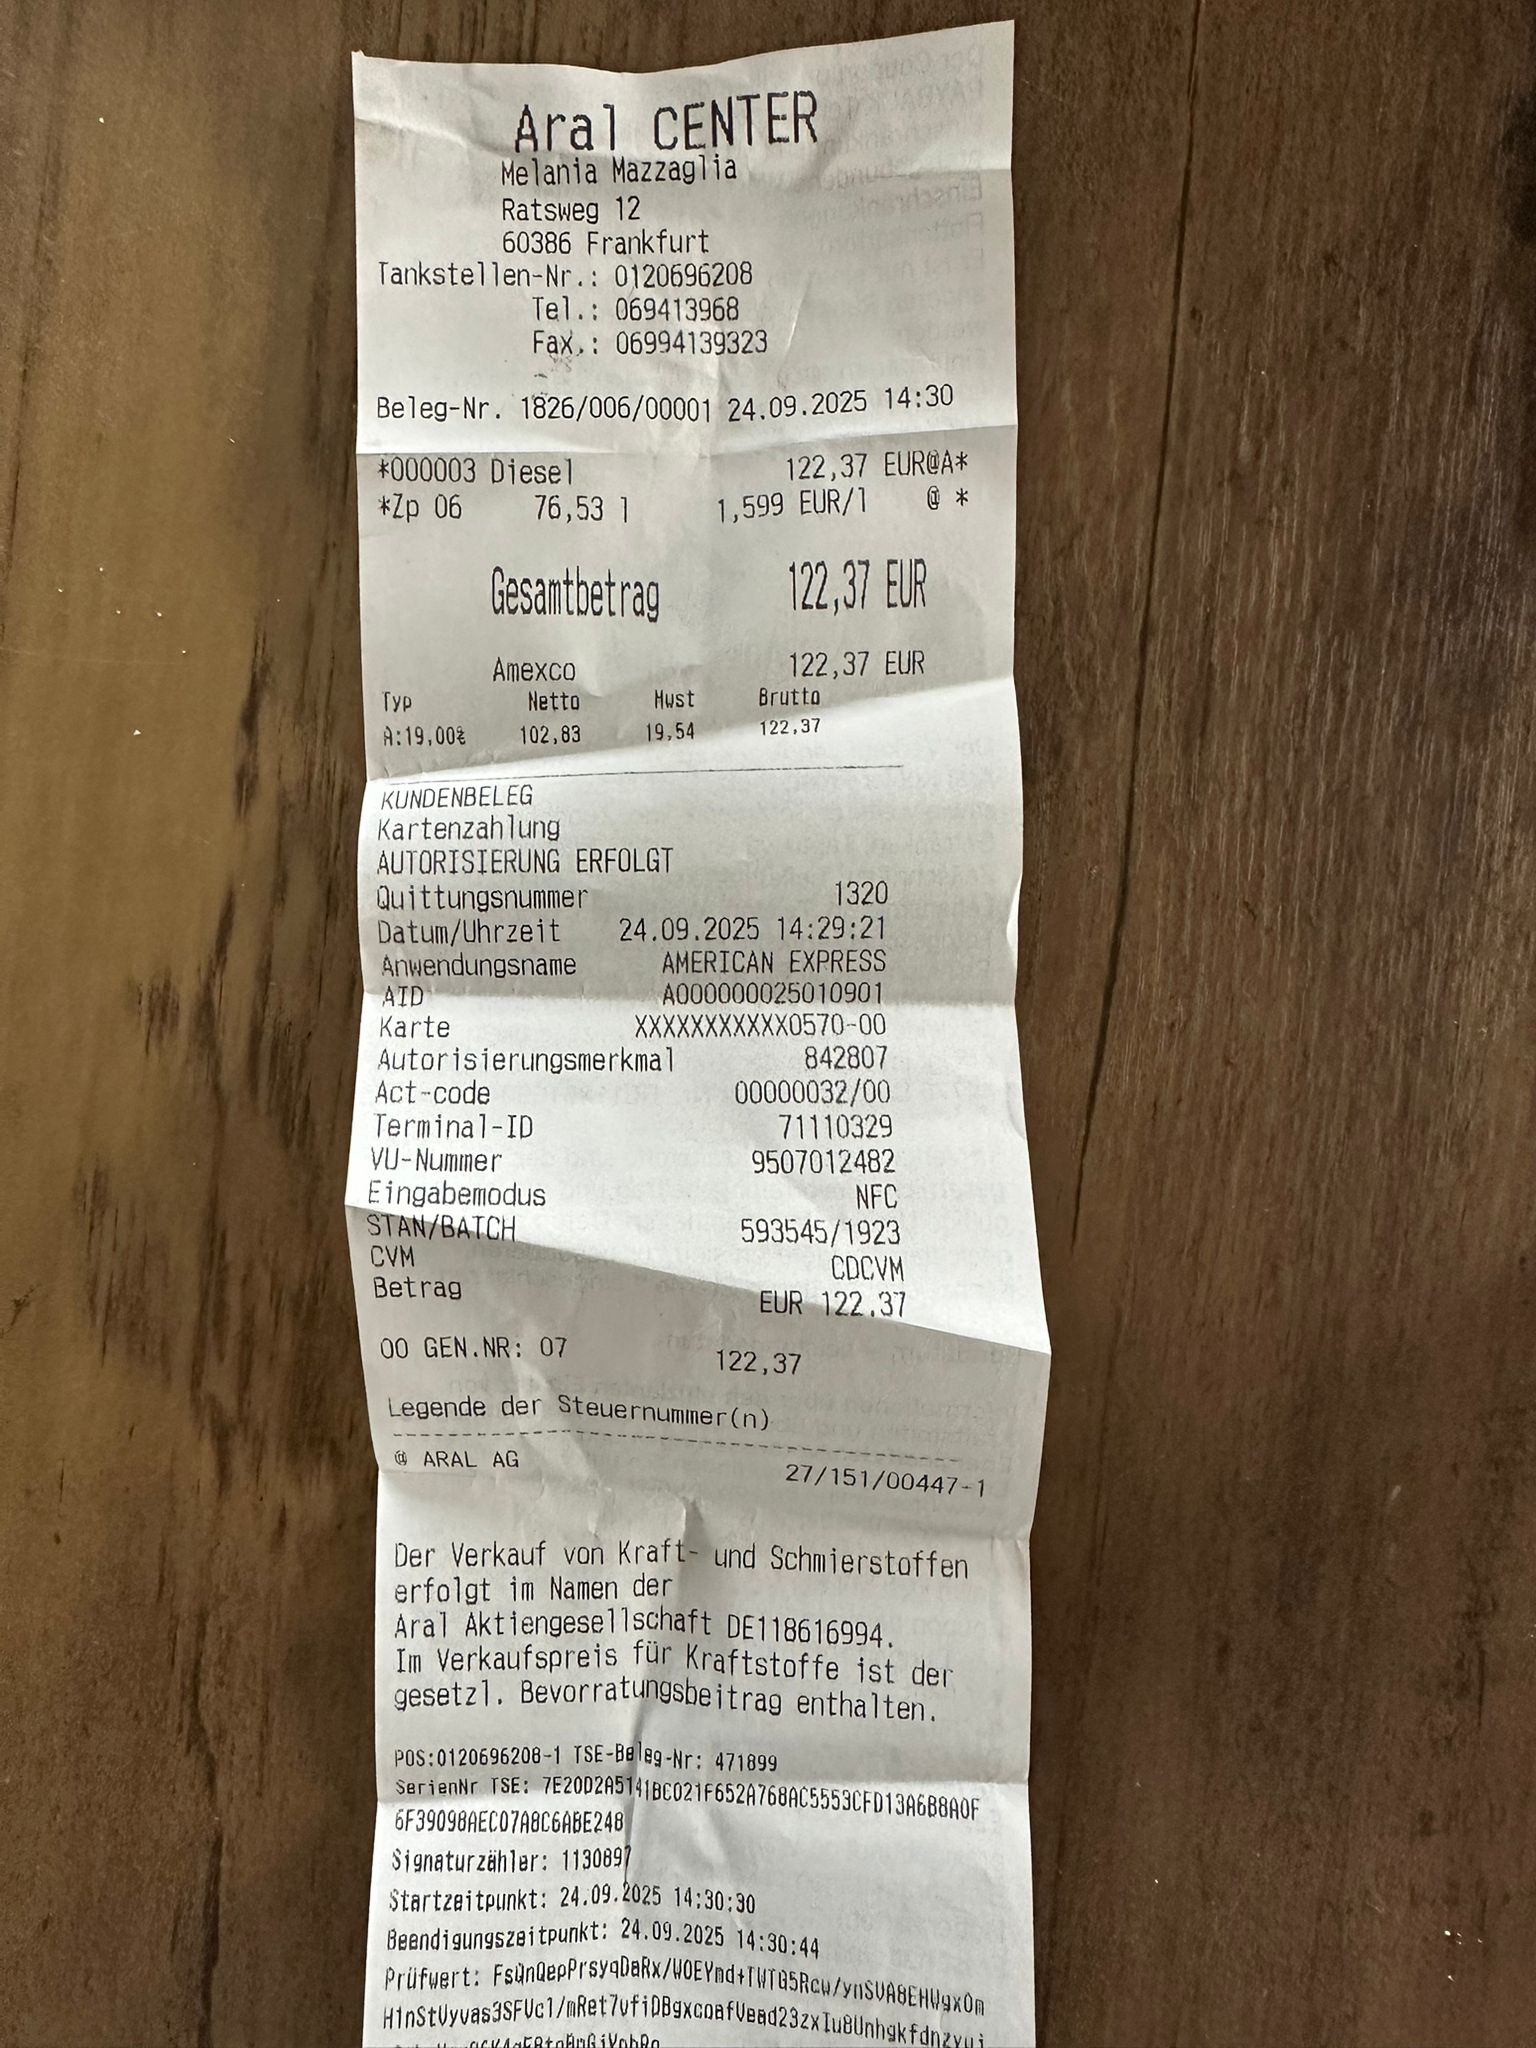 Aral CENTER
Melania Mazzaglia
Ratsweg 12
60386 Frankfurt
Tankstellen-Nr.: 0120696208
Tel.: 069413968
Fax.: 06994139323
Beleg-Nr. 1826/006/00001 24.09.2025 14:30
*000003 Diesel 122,37 EUR@A*
*Zp 06 76,53 l 1,599 EUR/l @ *
Gesamtbetrag 122,37 EUR
Amexco 122,37 EUR
Typ Netto Mwst Brutto
A:19,00% 102,83 19,54 122,37
KUNDENBELEG
Kartenzahlung
AUTORISIERUNG ERFOLGT
Quittungsnummer 1320
Datum/Uhrzeit 24.09.2025 14:29:21
Anwendungsname AMERICAN EXPRESS
AID A000000025010901
Karte XXXXXXXXXXX0570-00
Autorisierungsmerkmal 842807
Act-code 00000032/00
Terminal-ID 71110329
VU-Nummer 9507012482
Eingabemodus NFC
STAN/BATCH 593545/1923
CVM CDCVM
Betrag EUR 122,37
00 GEN.NR: 07 122,37
Legende der Steuernummer(n)
@ ARAL AG 27/151/00447-1
Der Verkauf von Kraft- und Schmierstoffen
erfolgt im Namen der
Aral Aktiengesellschaft DE118616994.
Im Verkaufspreis für Kraftstoffe ist der
gesetzl. Bevorratungsbeitrag enthalten.
POS:0120696208-1 TSE-Beleg-Nr: 471899
SerienNr TSE: 7E20D2A5141BC021F652A768AC5553CFD13A6B8A0F
6F39098AEC07A8C6ABE248
Signaturzähler: 1130897
Startzeitpunkt: 24.09.2025 14:30:30
Beendigungszeitpunkt: 24.09.2025 14:30:44
Prüfwert: